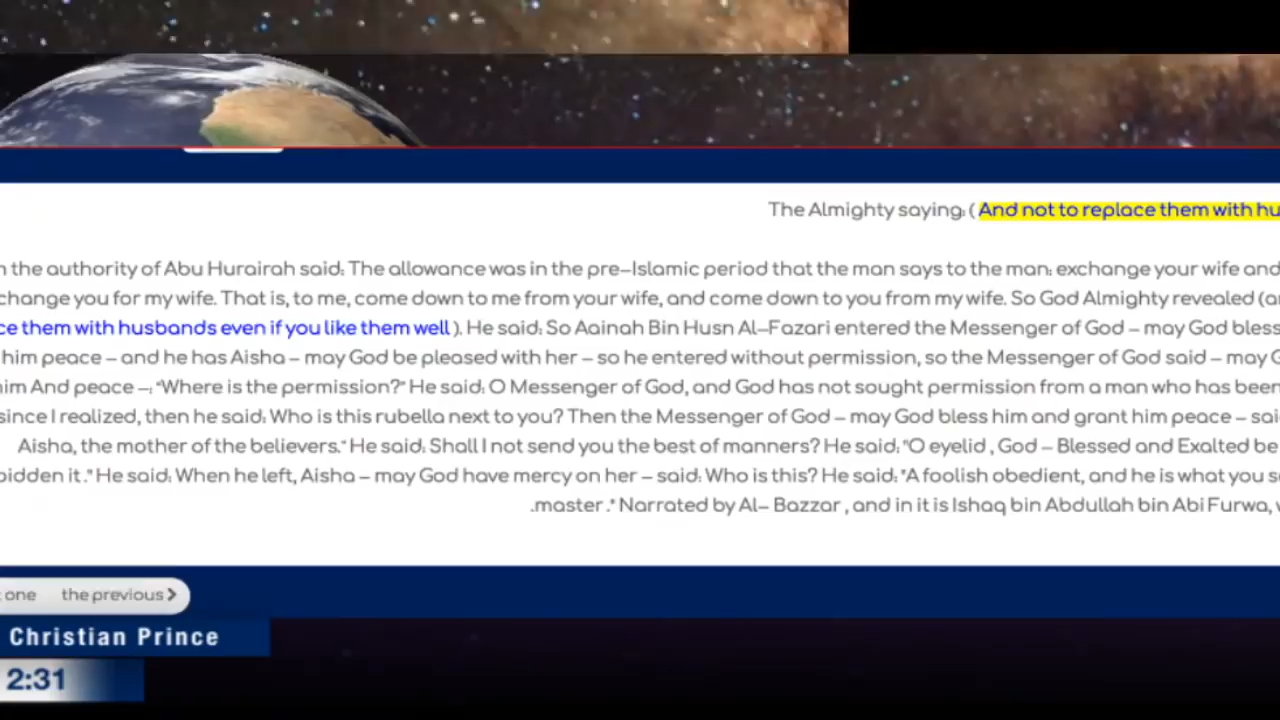 The Almighty saying: ( And not to replace them with hu
n the authority of Abu Hurairah said: The allowance was in the pre–Islamic period that the man says to the man: exchange your wife and
change you for my wife. That is, to me, come down to me from your wife, and come down to you from my wife. So God Almighty revealed (an
ce them with husbands even if you like them well ). He said: So Aainah Bin Husn Al–Fazari entered the Messenger of God – may God bless
him peace – and he has Aisha – may God be pleased with her – so he entered without permission, so the Messenger of God said – may G
him And peace –: "Where is the permission?" He said: O Messenger of God, and God has not sought permission from a man who has been
since I realized, then he said: Who is this rubella next to you? Then the Messenger of God – may God bless him and grant him peace – sai
Aisha, the mother of the believers." He said: Shall I not send you the best of manners? He said: "O eyelid , God – Blessed and Exalted be
bidden it ." He said: When he left, Aisha – may God have mercy on her – said: Who is this? He said: "A foolish obedient, and he is what you s
.master ." Narrated by Al– Bazzar , and in it is Ishaq bin Abdullah bin Abi Furwa,
one the previous
Christian Prince
2:31